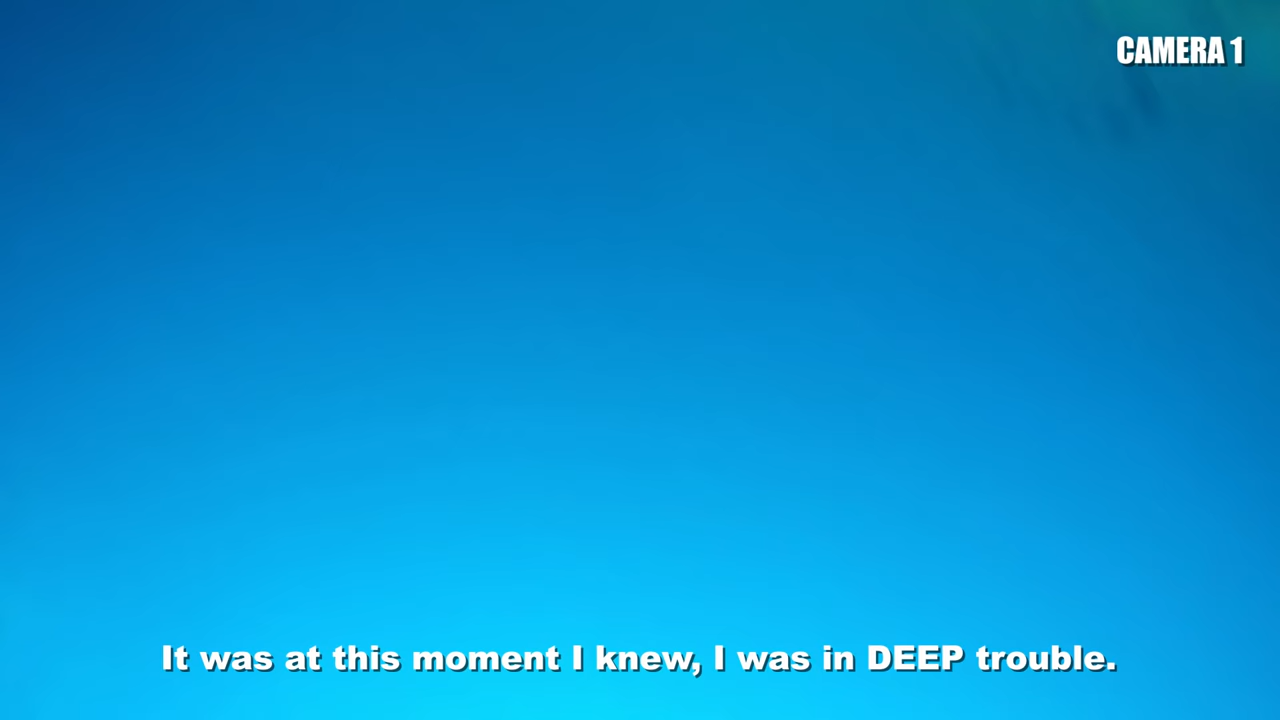 CAMERA 1
It was at this moment I knew, I was in DEEP trouble.